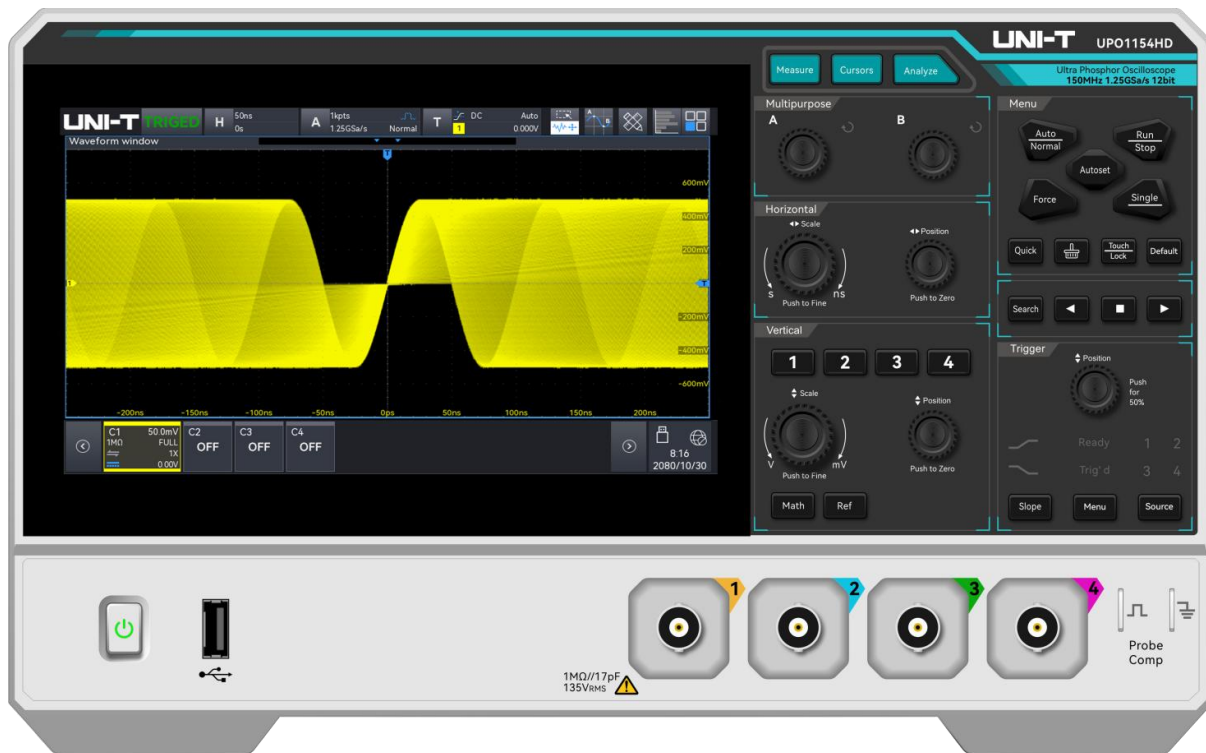 UNI-T UPO1154HD
Ultra Phosphor Oscilloscope
150MHz 1.25GSa/s 12bit
Measure Cursors Analyze
UNI-T TRIGED H 50ns 0s A 1kpts 1.25GSa/s Normal T 1 DC Auto 0.000V
Waveform window
T
600mV
400mV
200mV
T
T
-200mV
-400mV
-600mV
-200ns -150ns -100ns -50ns 0ps 50ns 100ns 150ns 200ns
C1 50.0mV
1MΩ FULL
1X
0.00V
C2 OFF
C3 OFF
C4 OFF
8:16
2080/10/30
Multipurpose
A B
Horizontal
Scale
Position
s ns
Push to Fine
Push to Zero
Vertical
1 2 3 4
Scale
Position
V mV
Push to Fine
Push to Zero
Math Ref
Menu
Auto
Normal
Run
Stop
Autoset
Force
Single
Quick
Touch
Lock
Default
Search
Trigger
Position
Push
for
50%
Ready 1 2
Trig'd 3 4
Slope Menu Source
1 2 3 4
1MΩ//17pF
135VRMS
Probe
Comp